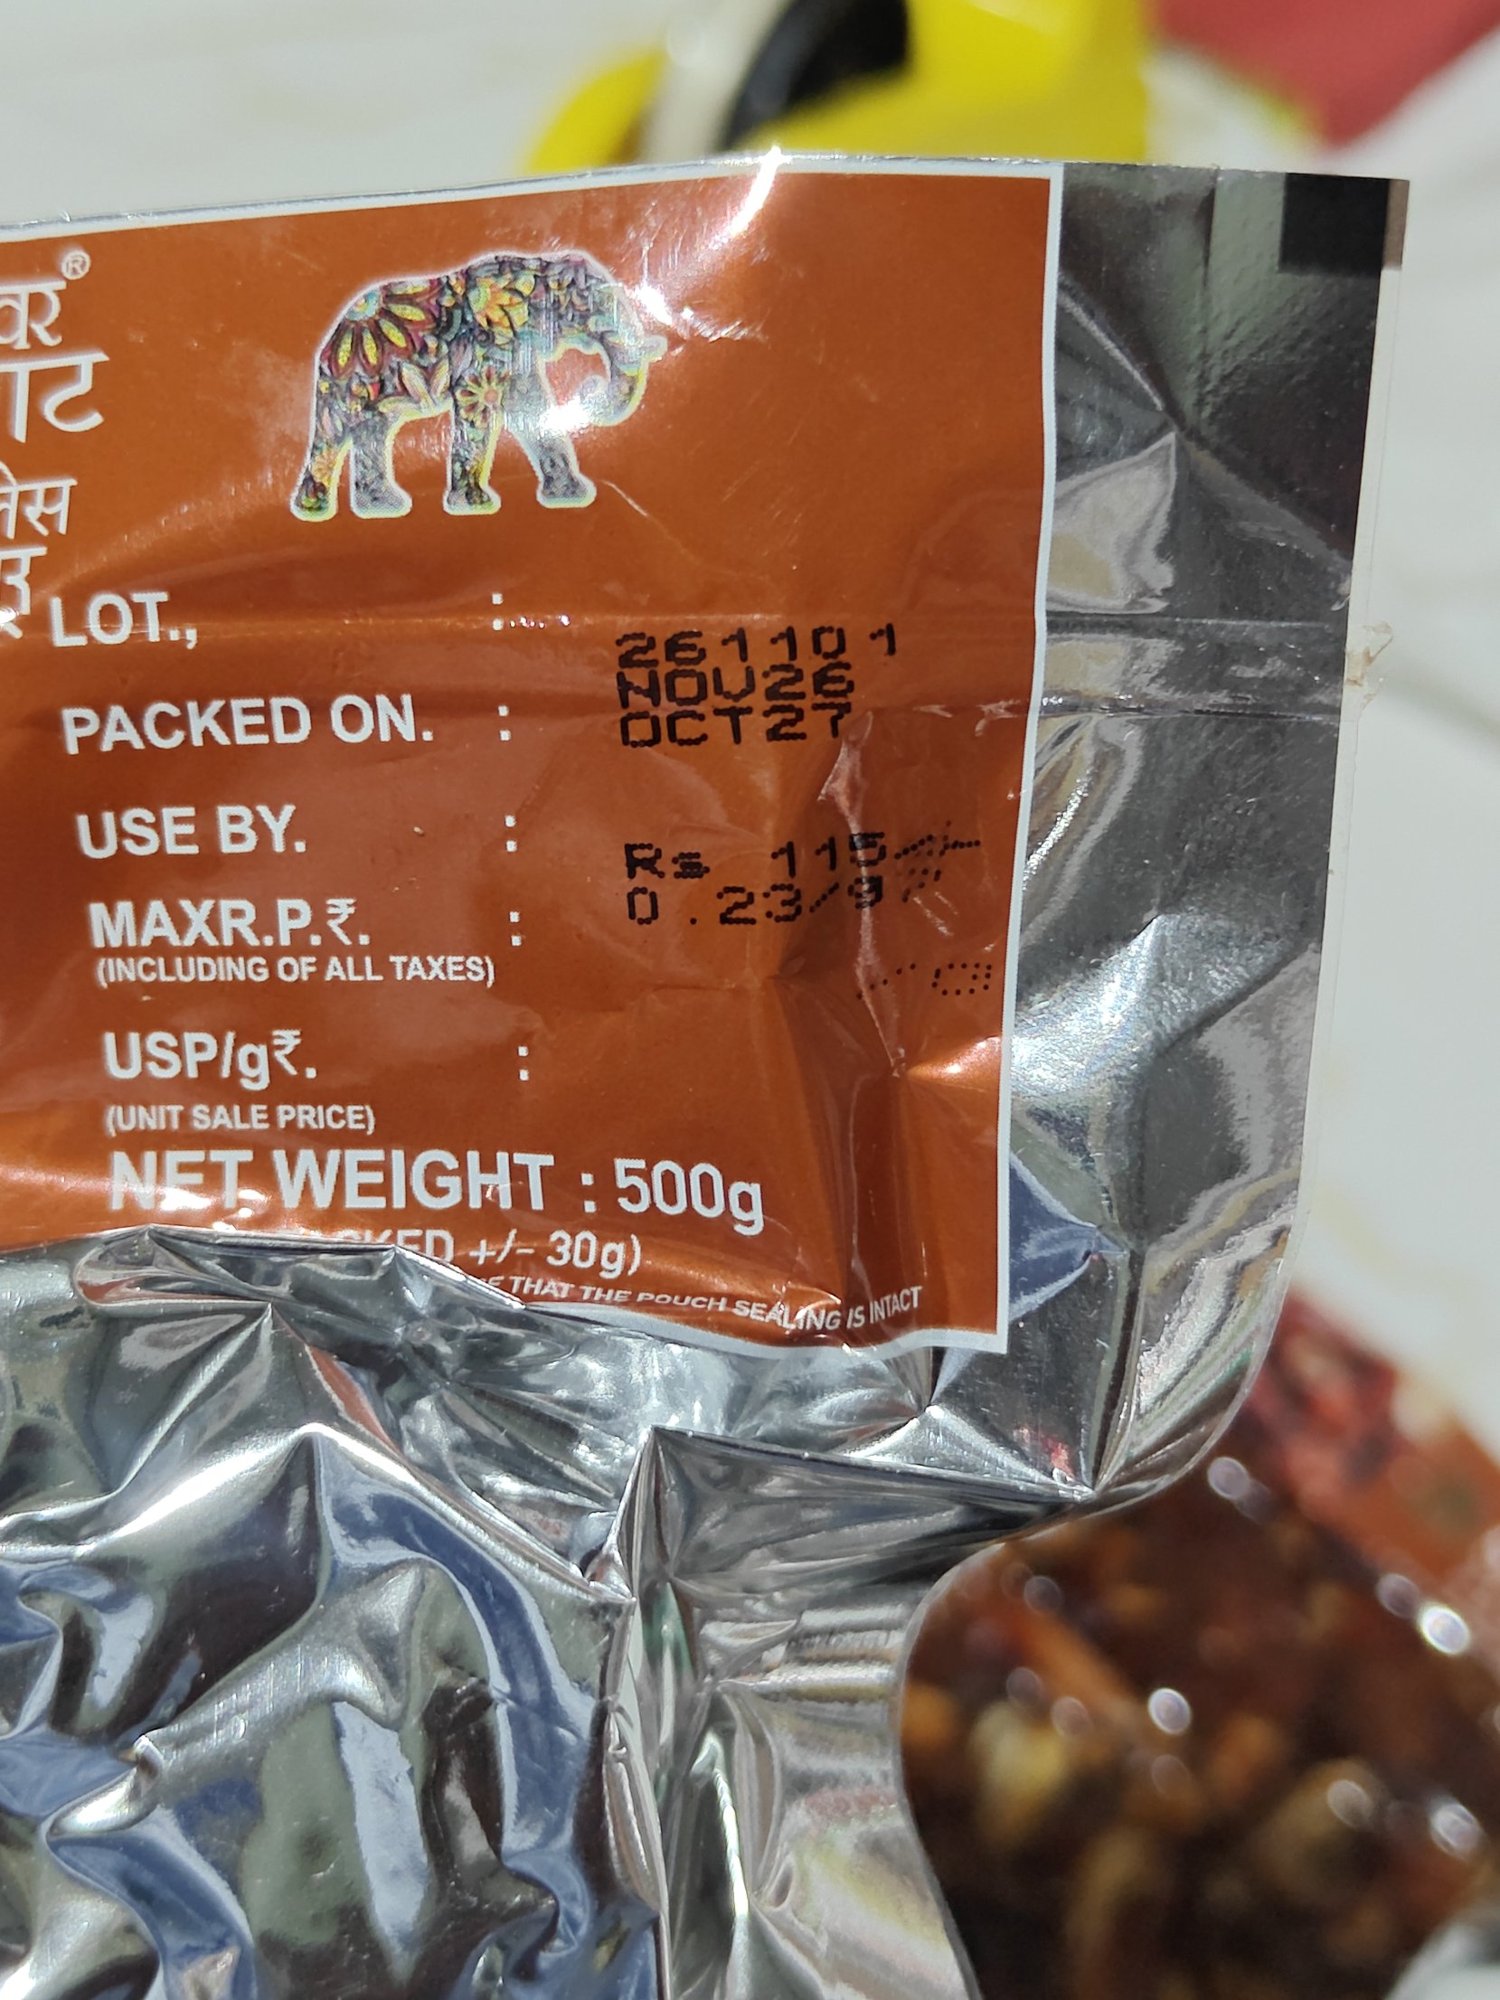 वर®
ाट
LOT., : 261101
PACKED ON. : NOV26
USE BY. : OCT27
MAXR.P.₹. : Rs 115/-
(INCLUDING OF ALL TAXES)
USP/g₹. : 0.23/g
(UNIT SALE PRICE)
NET WEIGHT : 500g
+/- 30g)
THAT THE POUCH SEALING IS INTACT